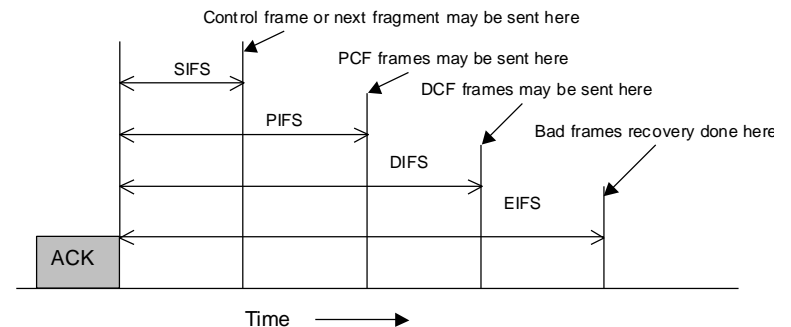 Control frame or next fragment may be sent here
SIFS
PCF frames may be sent here
DCF frames may be sent here
PIFS
Bad frames recovery done here
DIFS
EIFS
ACK
Time